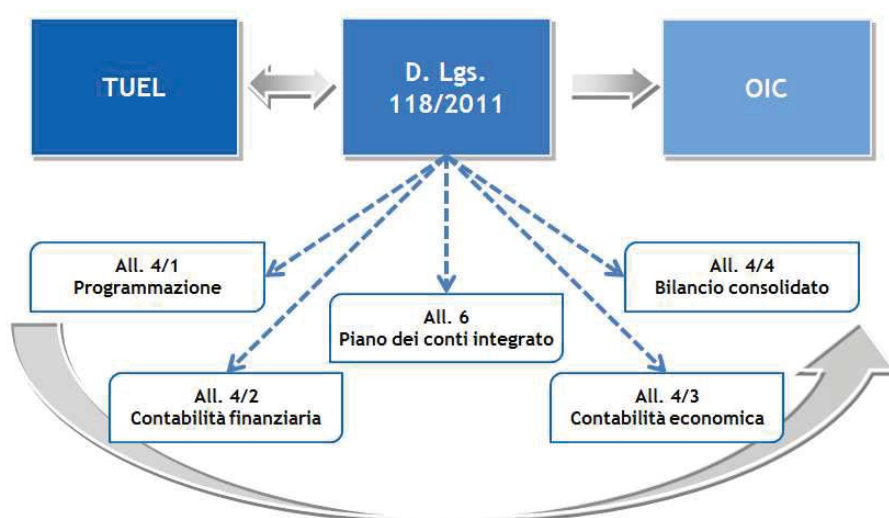 TUEL
D. Lgs.
118/2011
OIC
All. 4/1
Programmazione
All. 4/4
Bilancio consolidato
All. 6
Piano dei conti integrato
All. 4/2
Contabilità finanziaria
All. 4/3
Contabilità economica